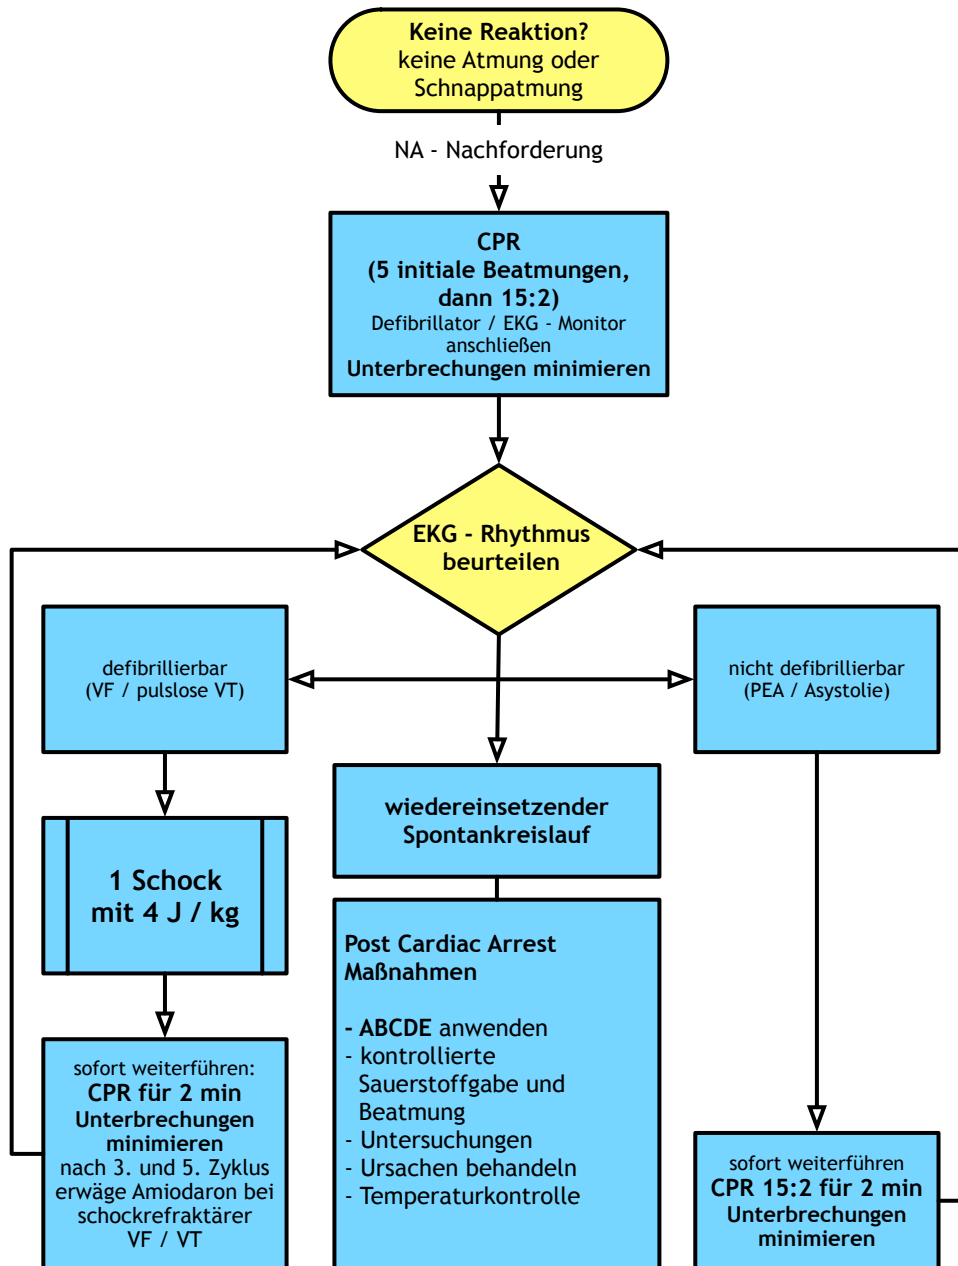 Keine Reaktion?
keine Atmung oder
Schnappatmung
NA - Nachforderung
CPR
(5 initiale Beatmungen,
dann 15:2)
Defibrillator / EKG - Monitor
anschließen
Unterbrechungen minimieren
EKG - Rhythmus
beurteilen
defibrillierbar
(VF / pulslose VT)
nicht defibrillierbar
(PEA / Asystolie)
wiedereinsetzender
Spontankreislauf
1 Schock
mit 4 J / kg
Post Cardiac Arrest
Maßnahmen
- ABCDE anwenden
- kontrollierte
Sauerstoffgabe und
Beatmung
- Untersuchungen
- Ursachen behandeln
- Temperaturkontrolle
sofort weiterführen:
CPR für 2 min
Unterbrechungen
minimieren
nach 3. und 5. Zyklus
erwäge Amiodaron bei
schockrefraktärer
VF / VT
sofort weiterführen
CPR 15:2 für 2 min
Unterbrechungen
minimieren